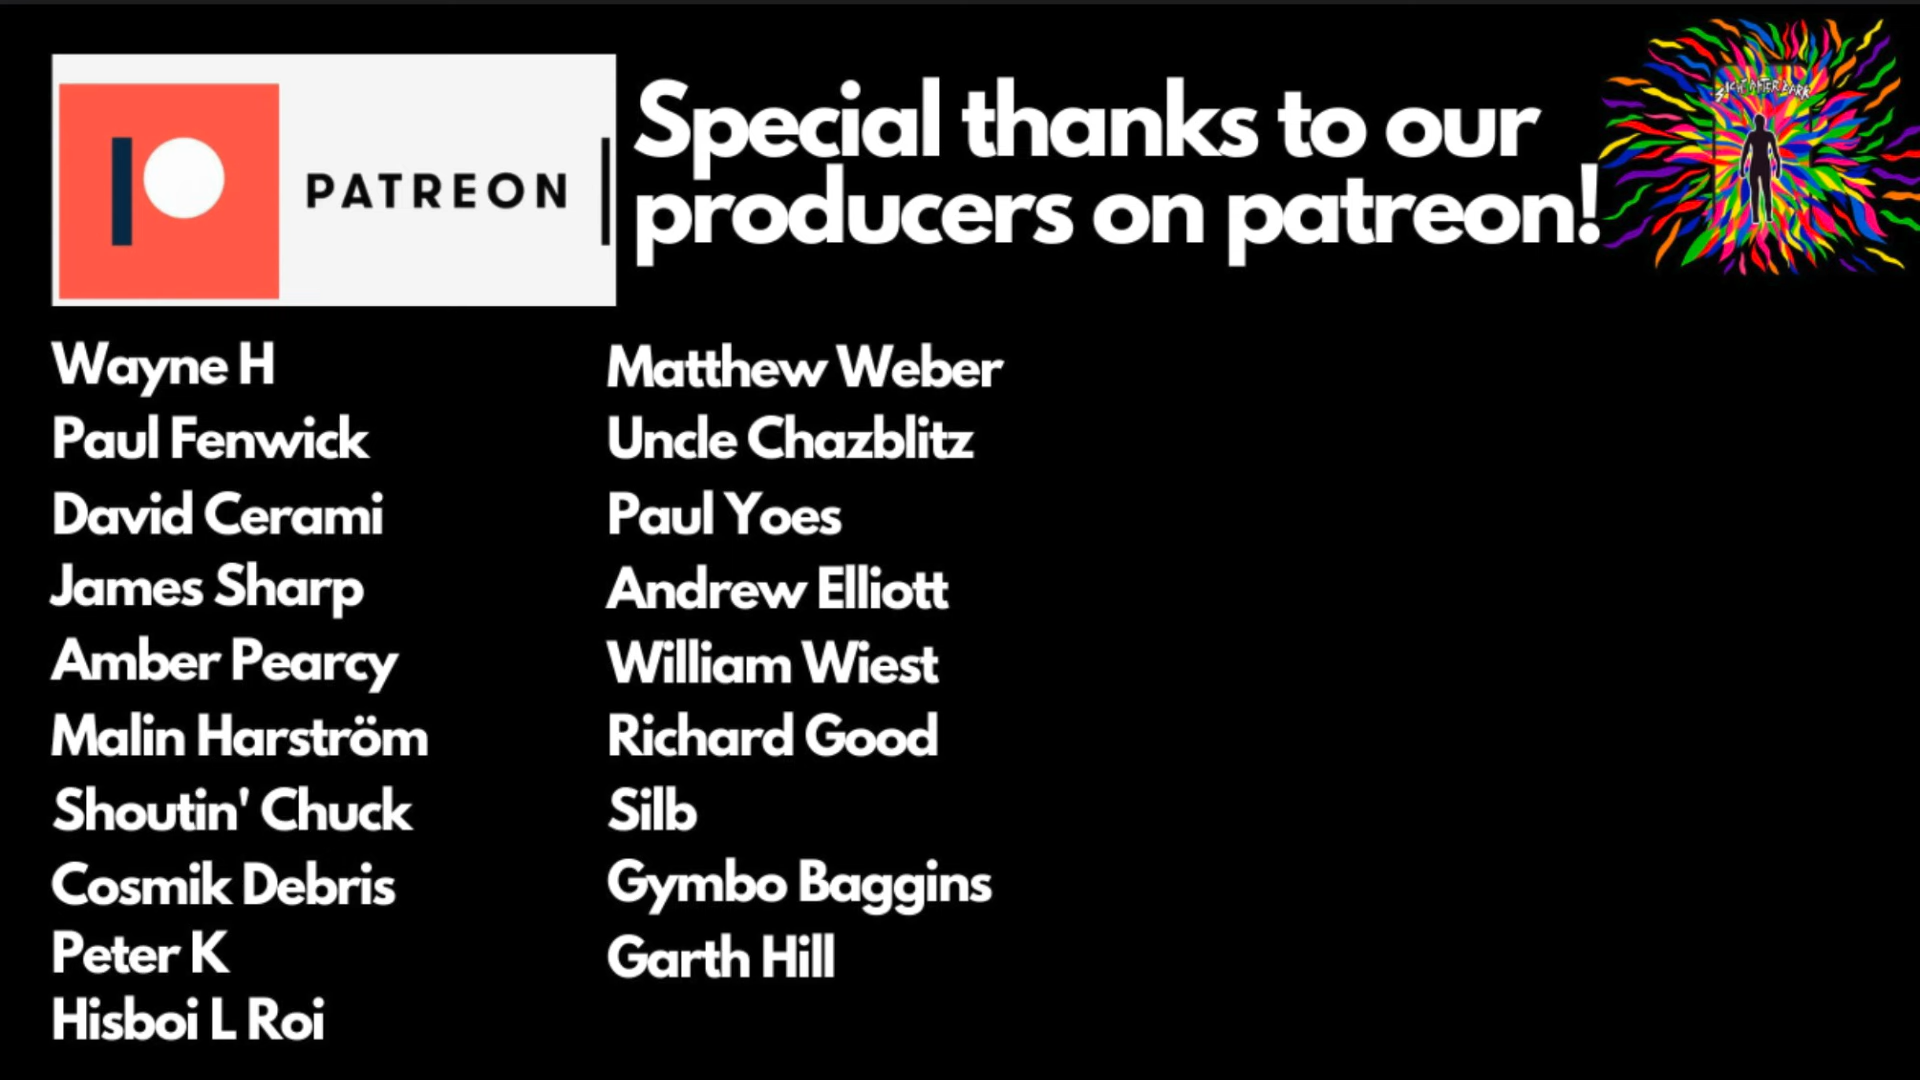 PATREON
Special thanks to our
producers on patreon!
Wayne H
Paul Fenwick
David Cerami
James Sharp
Amber Pearcy
Malin Harström
Shoutin' Chuck
Cosmik Debris
Peter K
Hisboi L Roi
Matthew Weber
Uncle Chazblitz
Paul Yoes
Andrew Elliott
William Wiest
Richard Good
Silb
Gymbo Baggins
Garth Hill